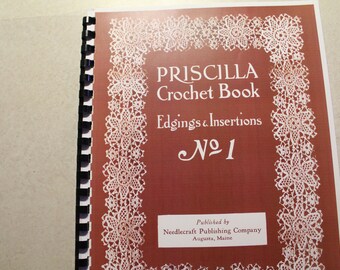 PRISCILLA
Crochet Book
Edgings & Insertions
No 1
Published by
Needlecraft Publishing Company
Augusta, Maine